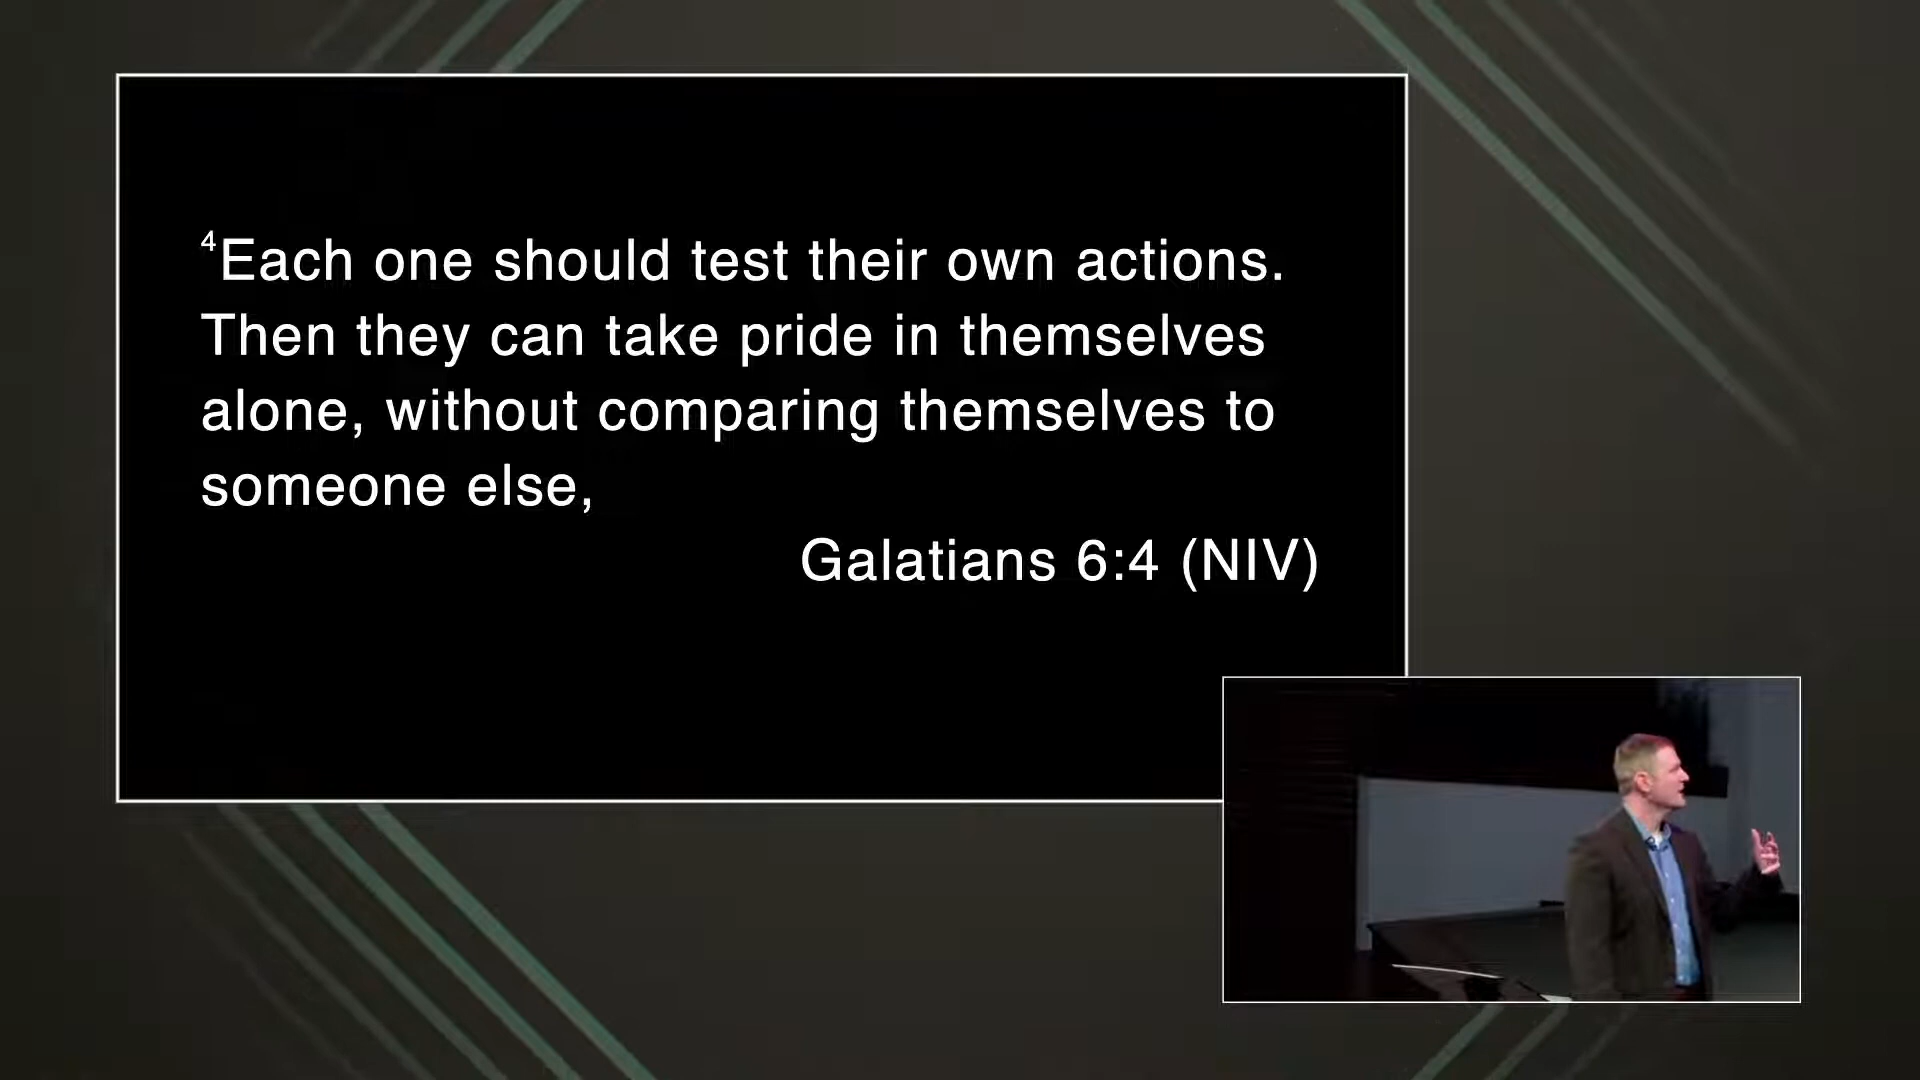 ⁴Each one should test their own actions.
Then they can take pride in themselves
alone, without comparing themselves to
someone else,
Galatians 6:4 (NIV)